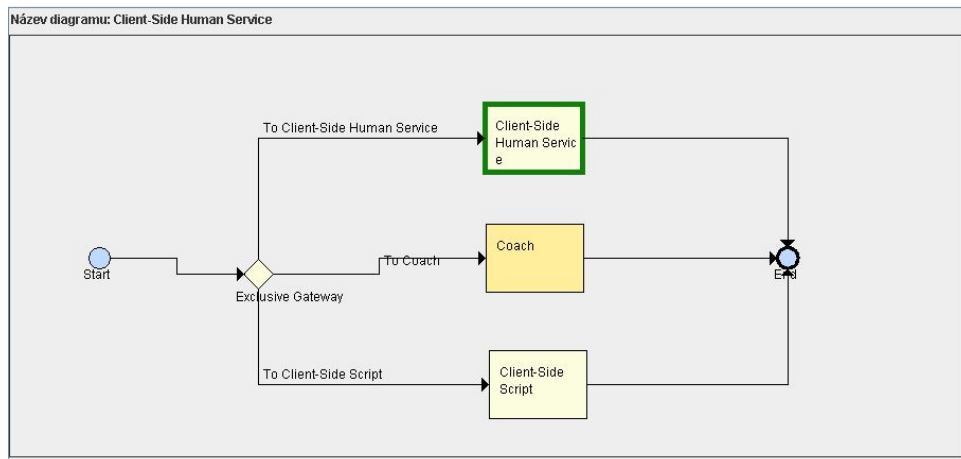 Název diagramu: Client-Side Human Service
To Client-Side Human Service
Client-Side
Human Servic
e
Start
To Coach
Coach
End
Exclusive Gateway
To Client-Side Script
Client-Side
Script